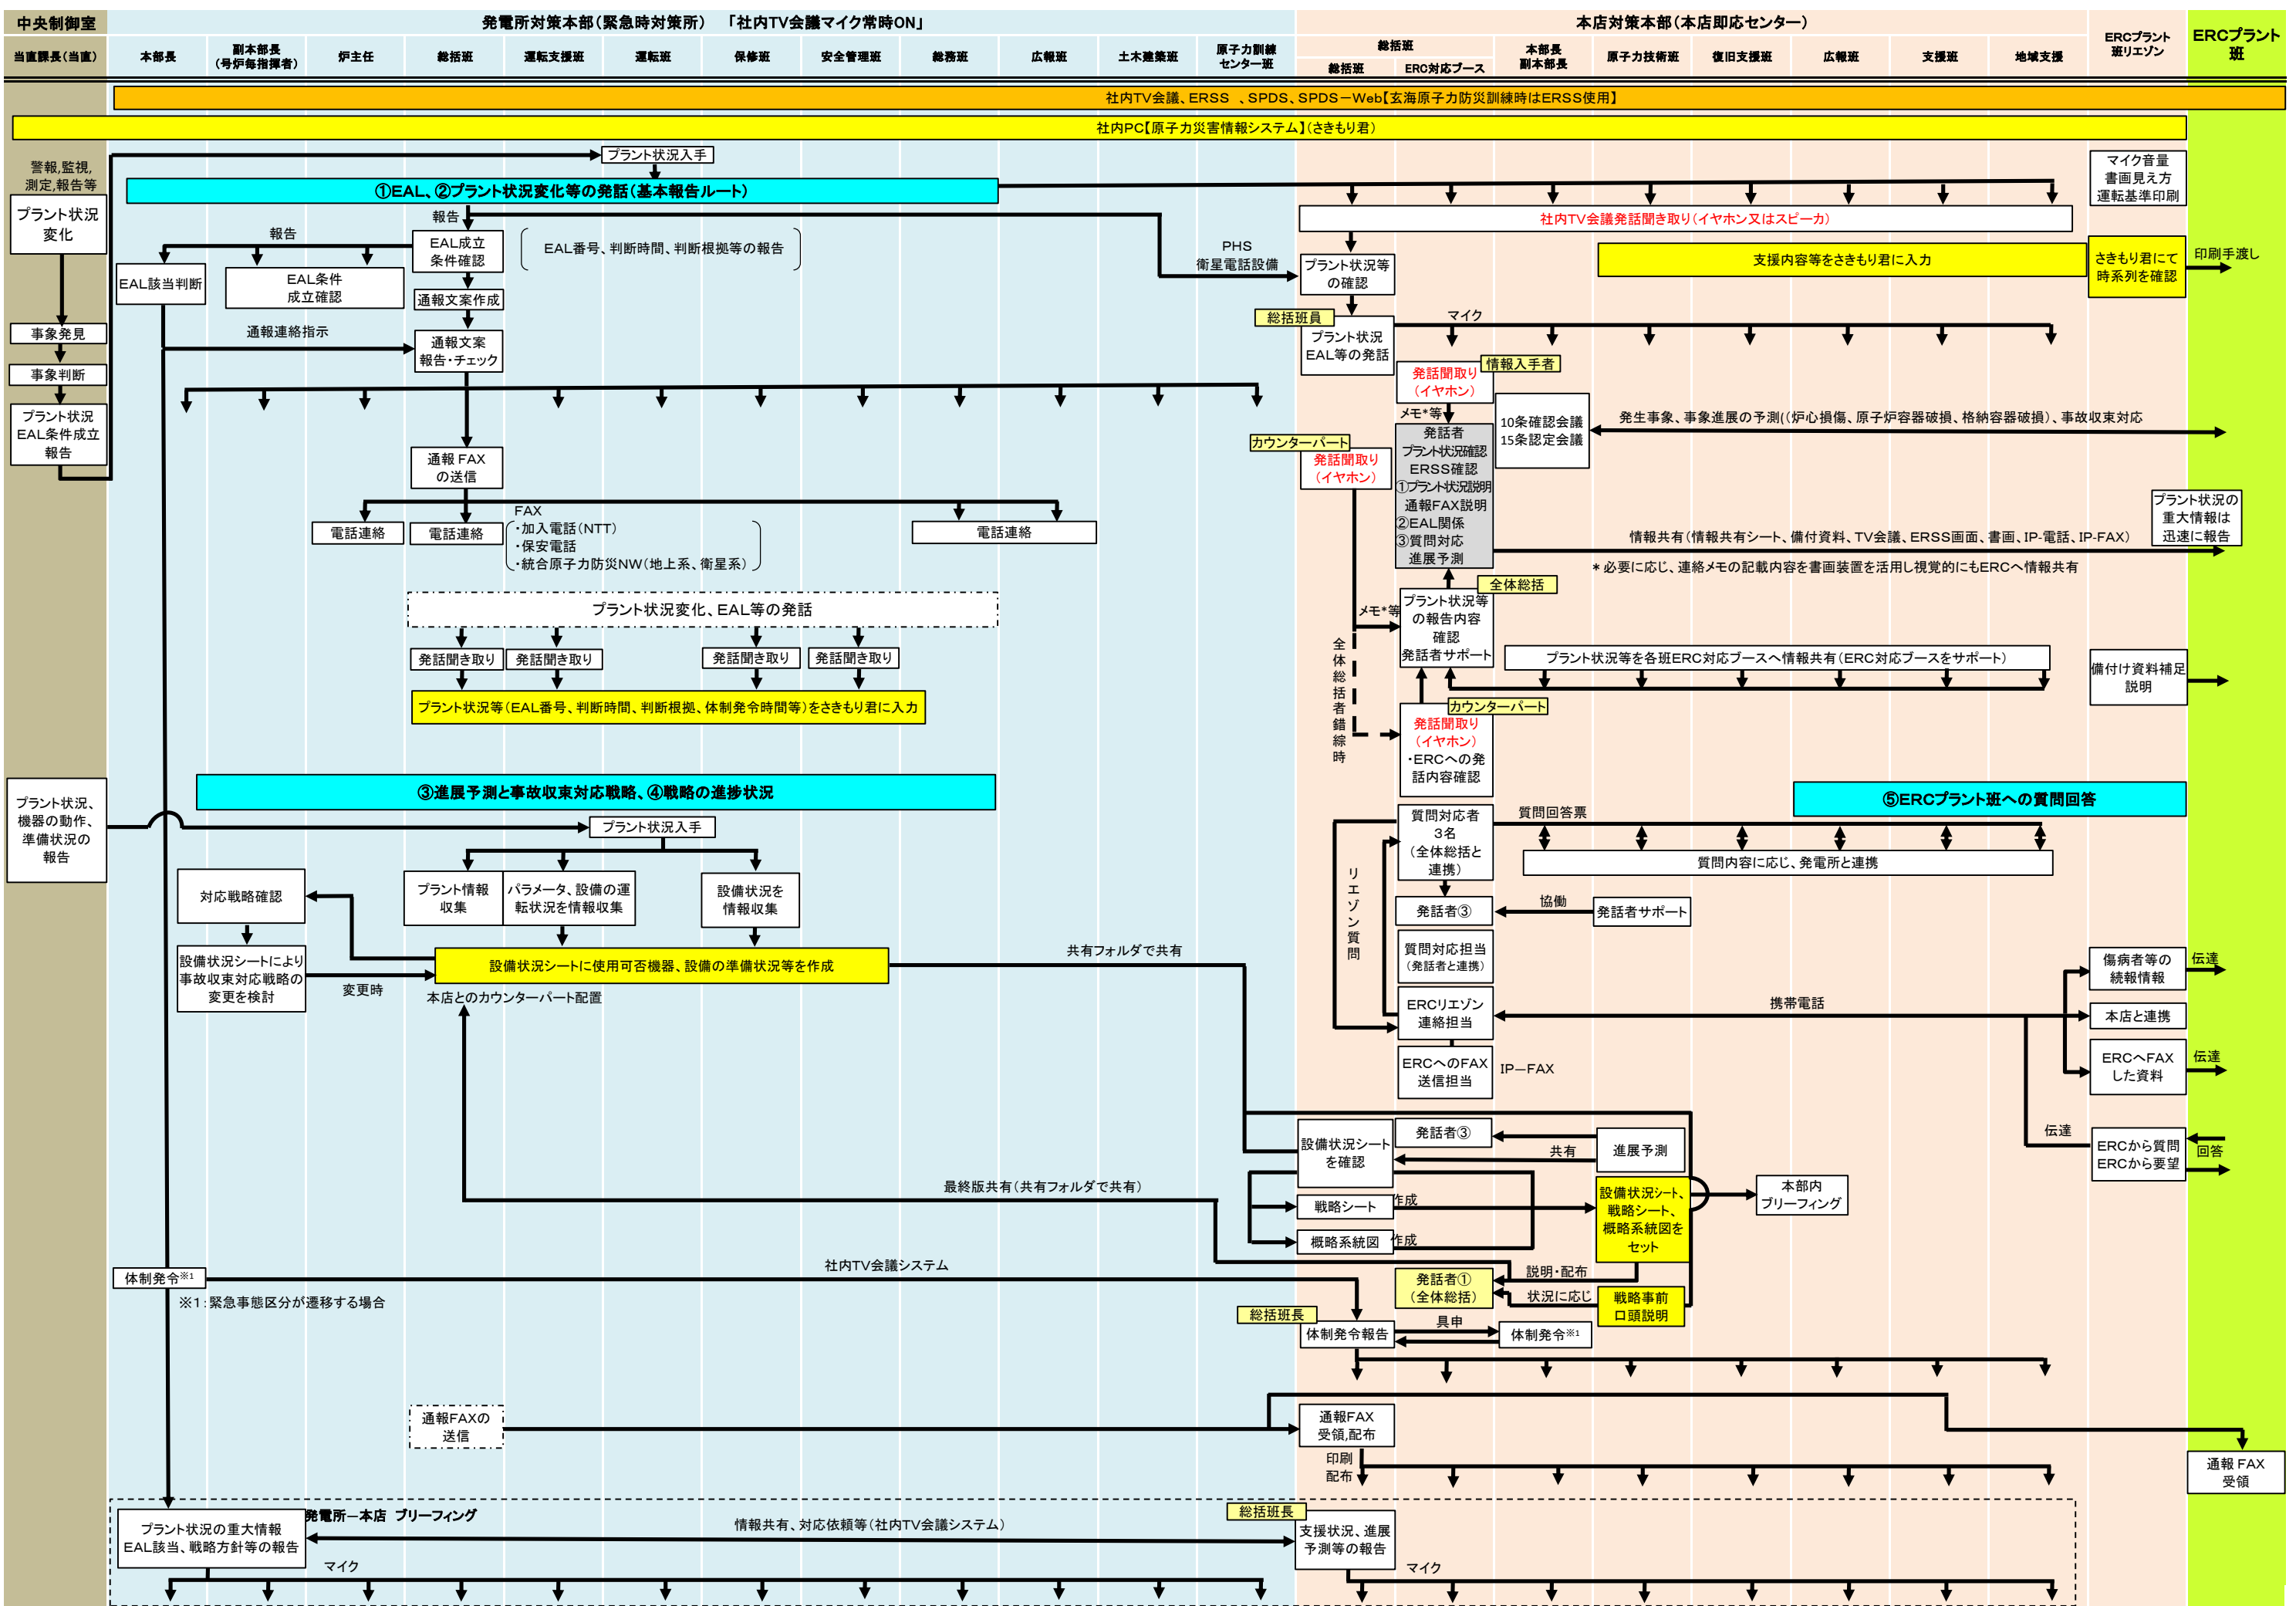 中央制御室
発電所対策本部（緊急時対策所）　「社内TV会議マイク常時ON」
本店対策本部（本店即応センター）
ERCプラント
班リエゾン
ERCプラント
班
当直課長（当直）
本部長
副本部長
（号炉毎指揮者）
炉主任
総括班
運転支援班
運転班
保修班
安全管理班
総務班
広報班
土木建築班
原子力訓練
センター班
総括班
総括班
ERC対応ブース
本部長
副本部長
原子力技術班
復旧支援班
広報班
支援班
地域支援
社内TV会議、ERSS　、SPDS、SPDS－Web【玄海原子力防災訓練時はERSS使用】
社内PC【原子力災害情報システム】（さきもり君）
警報,監視,
測定,報告等
プラント状況
変化
事象発見
事象判断
プラント状況
EAL条件成立
報告
プラント状況入手
①EAL、②プラント状況変化等の発話（基本報告ルート）
報告
報告
EAL成立
条件確認
EAL番号、判断時間、判断根拠等の報告
EAL該当判断
EAL条件
成立確認
通報文案作成
通報連絡指示
通報文案
報告・チェック
PHS
衛星電話設備
マイク音量
書画見え方
運転基準印刷
社内TV会議発話聞き取り（イヤホン又はスピーカ）
プラント状況等
の確認
支援内容等をさきもり君に入力
さきもり君にて
時系列を確認
印刷手渡し
総括班員
プラント状況
EAL等の発話
マイク
情報入手者
発話聞取り
（イヤホン）
メモ*等
10条確認会議
15条認定会議
発生事象、事象進展の予測((炉心損傷、原子炉容器破損、格納容器破損）、事故収束対応
カウンターパート
発話聞取り
（イヤホン）
発話者
プラント状況確認
ERSS確認
①プラント状況説明
通報FAX説明
②EAL関係
③質問対応
進展予測
プラント状況の
重大情報は
迅速に報告
情報共有（情報共有シート、備付資料、TV会議、ERSS画面、書画、IP-電話、IP-FAX）
＊必要に応じ、連絡メモの記載内容を書画装置を活用し視覚的にもERCへ情報共有
通報 FAX
の送信
FAX
・加入電話（NTT）
・保安電話
・統合原子力防災NW（地上系、衛星系）
電話連絡
電話連絡
電話連絡
プラント状況変化、EAL等の発話
発話聞き取り
発話聞き取り
発話聞き取り
発話聞き取り
プラント状況等（EAL番号、判断時間、判断根拠、体制発令時間等）をさきもり君に入力
全体総括
メモ*等
プラント状況等
の報告内容
確認
発話者サポート
全体総括者錯綜時
プラント状況等を各班ERC対応ブースへ情報共有（ERC対応ブースをサポート）
備付け資料補足
説明
カウンターパート
発話聞取り
（イヤホン）
・ERCへの発
話内容確認
プラント状況、
機器の動作、
準備状況の
報告
③進展予測と事故収束対応戦略、④戦略の進捗状況
プラント状況入手
プラント情報
収集
パラメータ、設備の運
転状況を情報収集
設備状況を
情報収集
対応戦略確認
設備状況シートにより
事故収束対応戦略の
変更を検討
変更時
設備状況シートに使用可否機器、設備の準備状況等を作成
本店とのカウンターパート配置
共有フォルダで共有
⑤ERCプラント班への質問回答
質問対応者
3名
（全体総括と
連携）
質問回答票
質問内容に応じ、発電所と連携
リエゾン質問
発話者③
協働
発話者サポート
質問対応担当
（発話者と連携）
ERCリエゾン
連絡担当
携帯電話
ERCへのFAX
送信担当
IP－FAX
傷病者等の
続報情報
伝達
本店と連携
ERCへFAX
した資料
伝達
伝達
ERCから質問
ERCから要望
回答
設備状況シート
を確認
発話者③
共有
進展予測
最終版共有（共有フォルダで共有）
戦略シート
作成
概略系統図
作成
設備状況シート、
戦略シート、
概略系統図を
セット
本部内
ブリーフィング
体制発令※1
※1：緊急事態区分が遷移する場合
社内TV会議システム
発話者①
（全体総括）
説明・配布
状況に応じ
戦略事前
口頭説明
総括班長
体制発令報告
具申
体制発令※1
通報FAXの
送信
通報FAX
受領,配布
印刷
配布
通報 FAX
受領
発電所－本店　ブリーフィング
プラント状況の重大情報
EAL該当、戦略方針等の報告
情報共有、対応依頼等（社内TV会議システム）
総括班長
支援状況、進展
予測等の報告
マイク
マイク